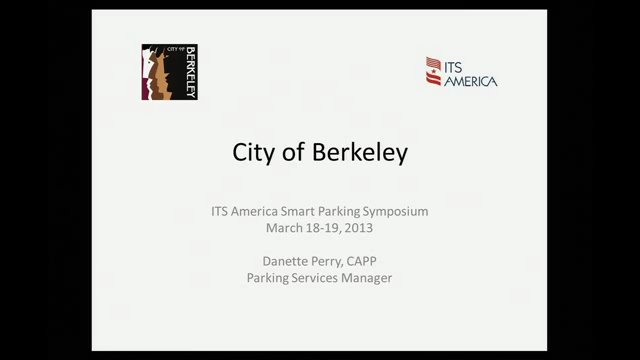 CITY OF
BERKELEY
ITS
AMERICA
City of Berkeley
ITS America Smart Parking Symposium
March 18-19, 2013
Danette Perry, CAPP
Parking Services Manager